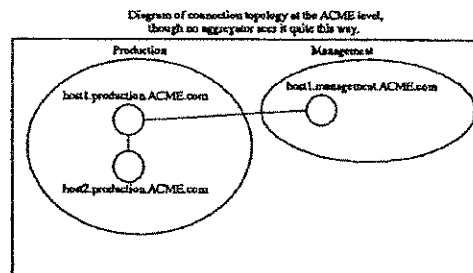 Diagram of connection topology at the ACME level,
though no aggregator sees it quite this way.
Production
Management
host1.production.ACME.com
host1.management.ACME.com
host2.production.ACME.com